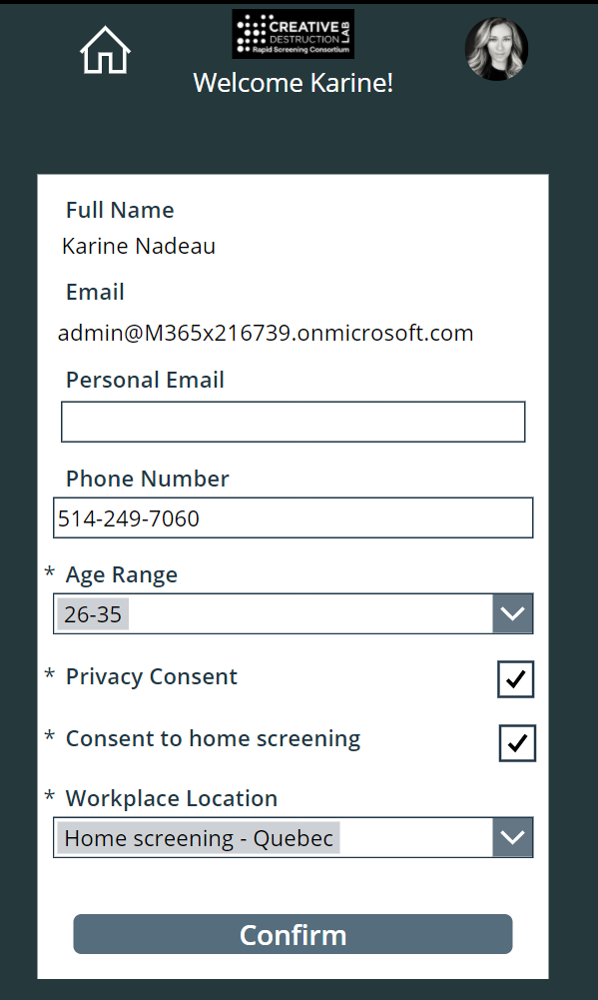 CREATIVE
DESTRUCTION
LAB
Rapid Screening Consortium
Welcome Karine!
Full Name
Karine Nadeau
Email
admin@M365x216739.onmicrosoft.com
Personal Email
Phone Number
514-249-7060
* Age Range
26-35
* Privacy Consent
* Consent to home screening
* Workplace Location
Home screening - Quebec
Confirm